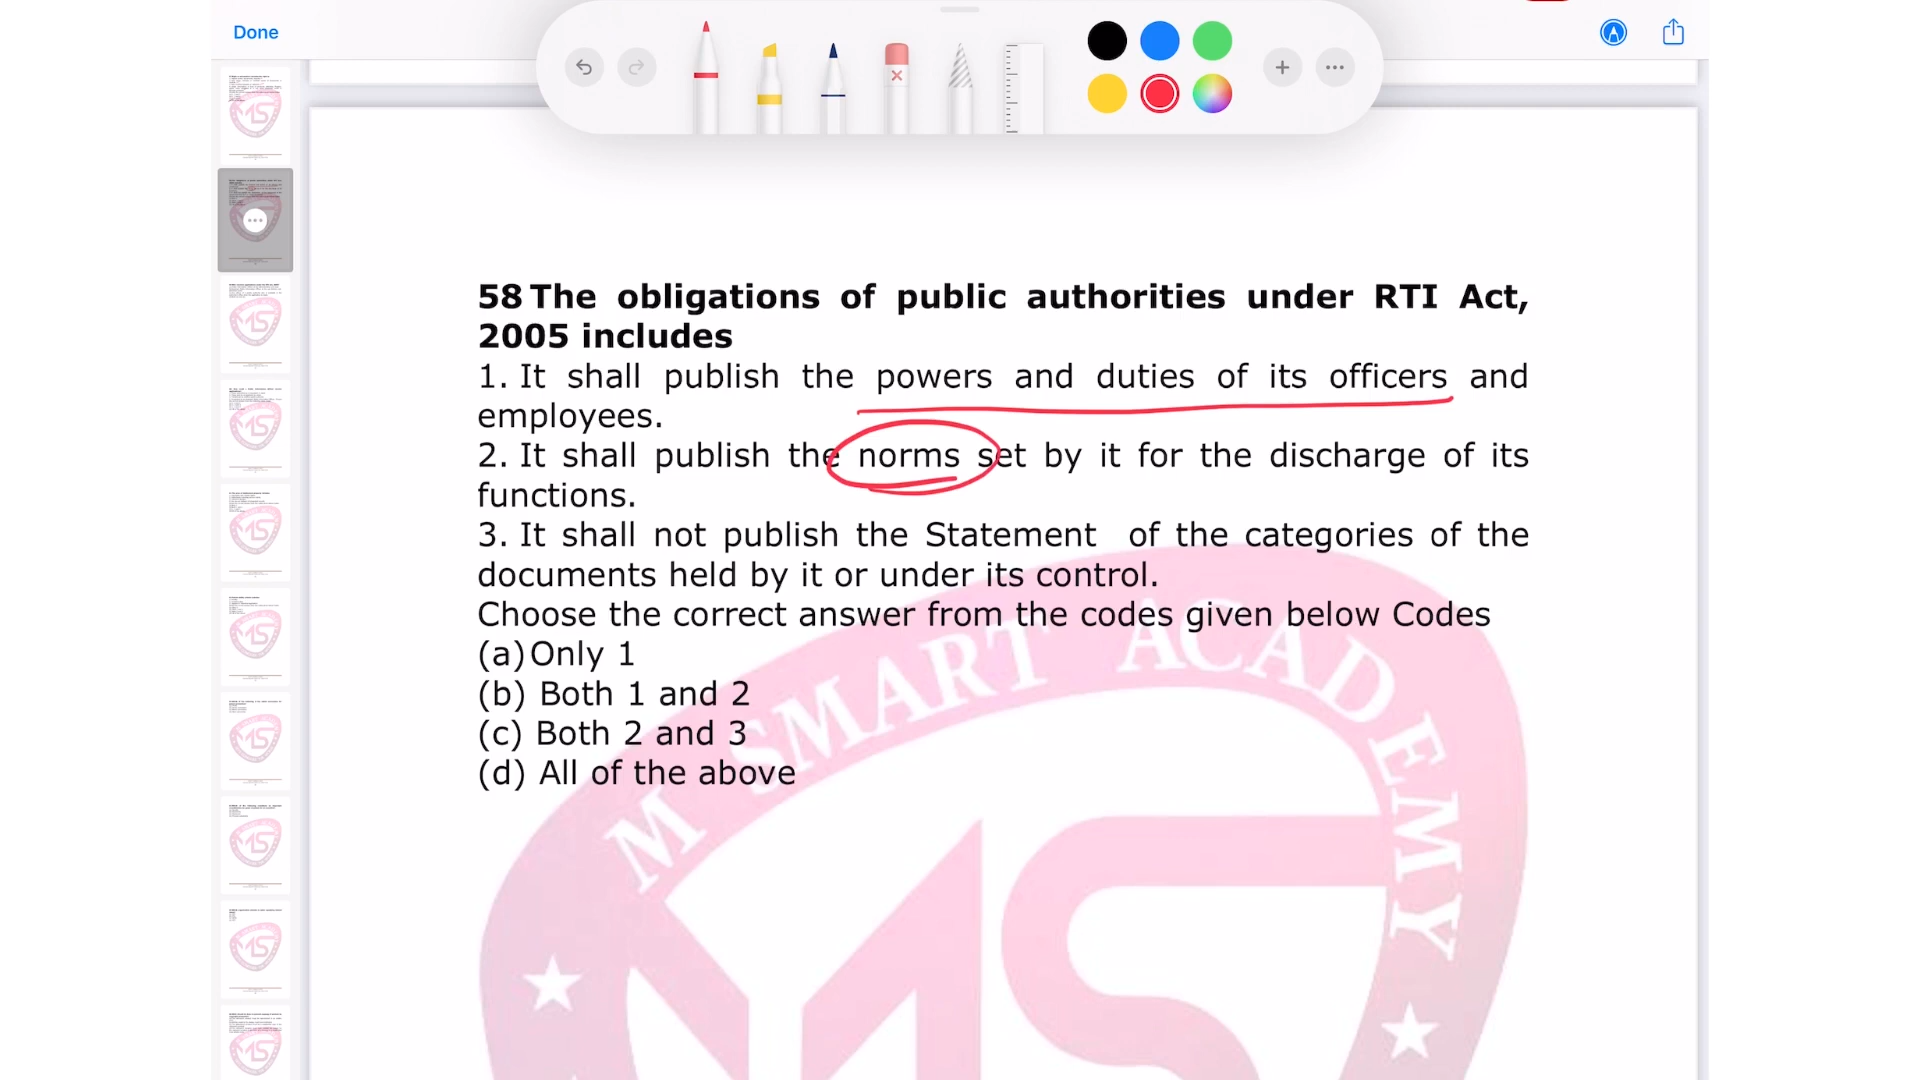 Done
58 The obligations of public authorities under RTI Act,
2005 includes
1. It shall publish the powers and duties of its officers and
employees.
2. It shall publish the norms set by it for the discharge of its
functions.
3. It shall not publish the Statement of the categories of the
documents held by it or under its control.
Choose the correct answer from the codes given below Codes
(a) Only 1
(b) Both 1 and 2
(c) Both 2 and 3
(d) All of the above
M SMART ACADEMY
MS